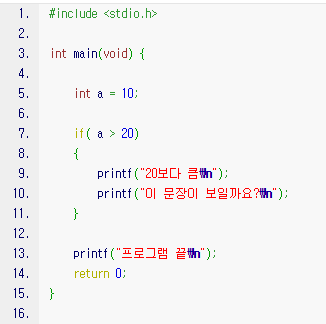 1. #include <stdio.h>
2.
3. int main(void) {
4.
5. int a = 10;
6.
7. if( a > 20)
8. {
9. printf("20보다 큼₩n");
10. printf("이 문장이 보일까요?₩n");
11. }
12.
13. printf("프로그램 끝₩n");
14. return 0;
15. }
16.